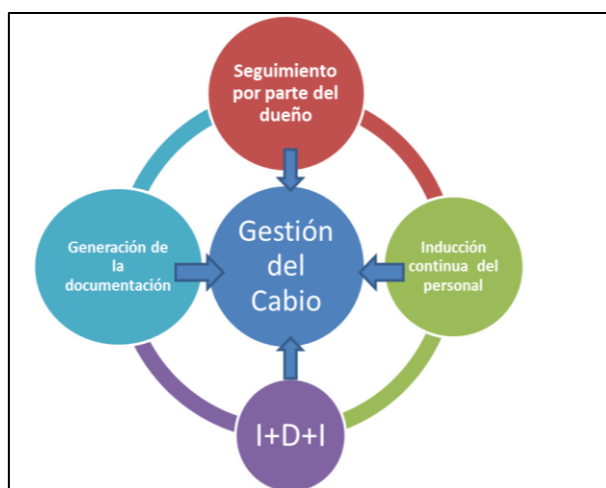 Seguimiento
por parte del
dueño
Generación de
la
documentación
Gestión
del
Cabio
Inducción
continua del
personal
I+D+I